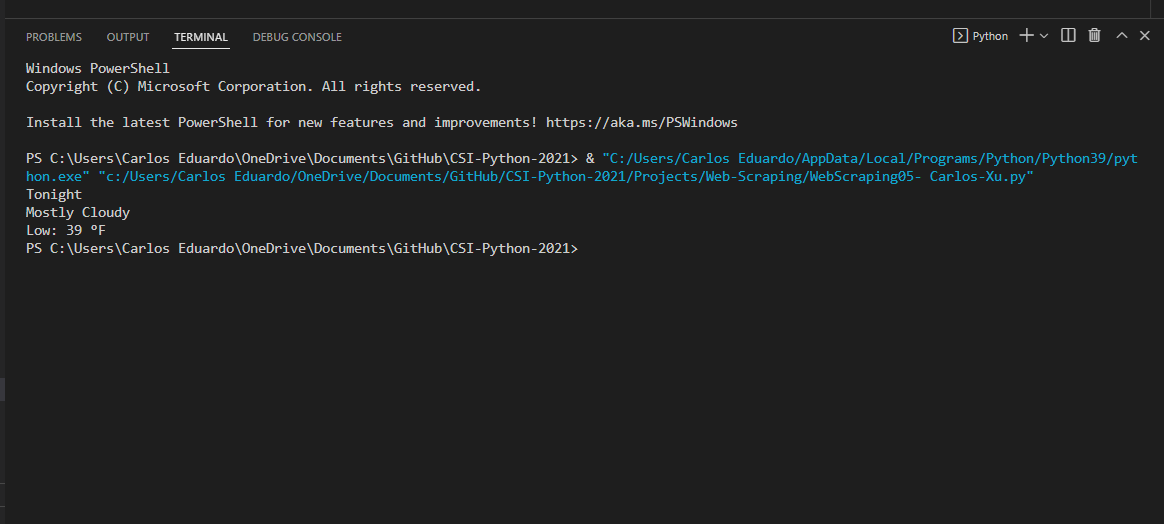 PROBLEMS OUTPUT TERMINAL DEBUG CONSOLE Python
Windows PowerShell
Copyright (C) Microsoft Corporation. All rights reserved.
Install the latest PowerShell for new features and improvements! https://aka.ms/PSWindows
PS C:\Users\Carlos Eduardo\OneDrive\Documents\GitHub\CSI-Python-2021> & "C:/Users/Carlos Eduardo/AppData/Local/Programs/Python/Python39/pyt
hon.exe" "c:/Users/Carlos Eduardo/OneDrive/Documents/GitHub/CSI-Python-2021/Projects/Web-Scraping/WebScraping05- Carlos-Xu.py"
Tonight
Mostly Cloudy
Low: 39 °F
PS C:\Users\Carlos Eduardo\OneDrive\Documents\GitHub\CSI-Python-2021>